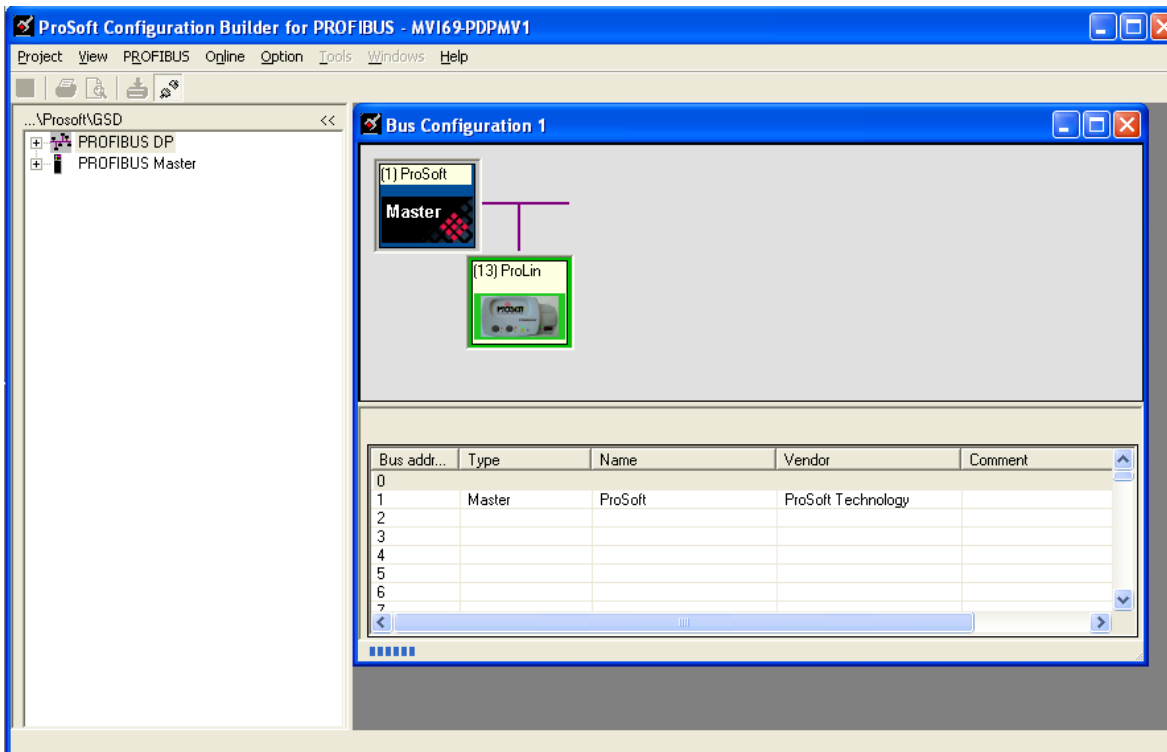 ProSoft Configuration Builder for PROFIBUS - MVI69-PDPMV1
Project View PROFIBUS Online Option Tools Windows Help
...\Prosoft\GSD <<
PROFIBUS DP
PROFIBUS Master
Bus Configuration 1
(1) ProSoft
Master
(13) ProLin
PROSOFT
Bus addr... Type Name Vendor Comment
0
1 Master ProSoft ProSoft Technology
2
3
4
5
6
7